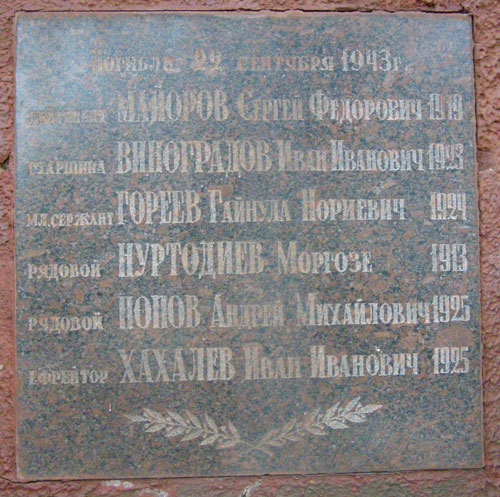 Погибли 22 сентября 1943 г.
МАЙОРОВ Сергей Федорович 1919
старшина ВИНОГРАДОВ Иван Иванович 1923
мл. сержант ГОРЕЕВ Гайнула Нориевич 1924
рядовой НУРТОДИЕВ Моргозе 1913
рядовой ПОПОВ Андрей Михайлович 1925
ефрейтор ХАХАЛЕВ Иван Иванович 1925